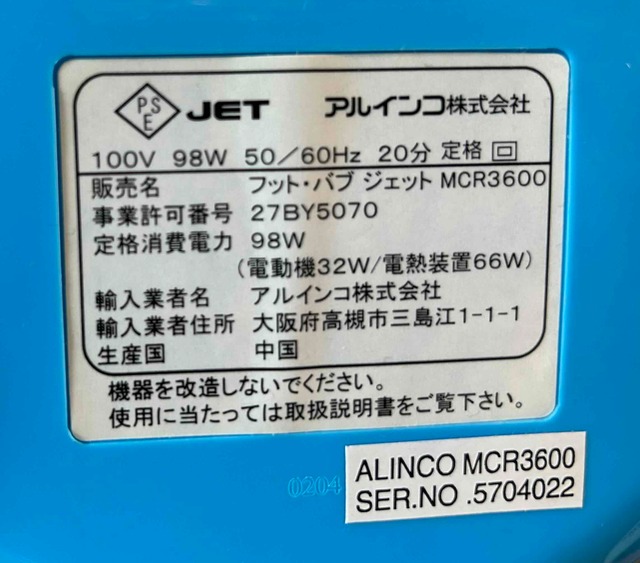 PSE JET アルインコ株式会社
100V 98W 50/60Hz 20分 定格 回
販売名 フット・バブ ジェット MCR3600
事業許可番号 27BY5070
定格消費電力 98W
(電動機32W/電熱装置66W)
輸入業者名 アルインコ株式会社
輸入業者住所 大阪府高槻市三島江1-1-1
生産国 中国
機器を改造しないでください。
使用に当たっては取扱説明書をご覧下さい。
0204
ALINCO MCR3600
SER.NO .5704022